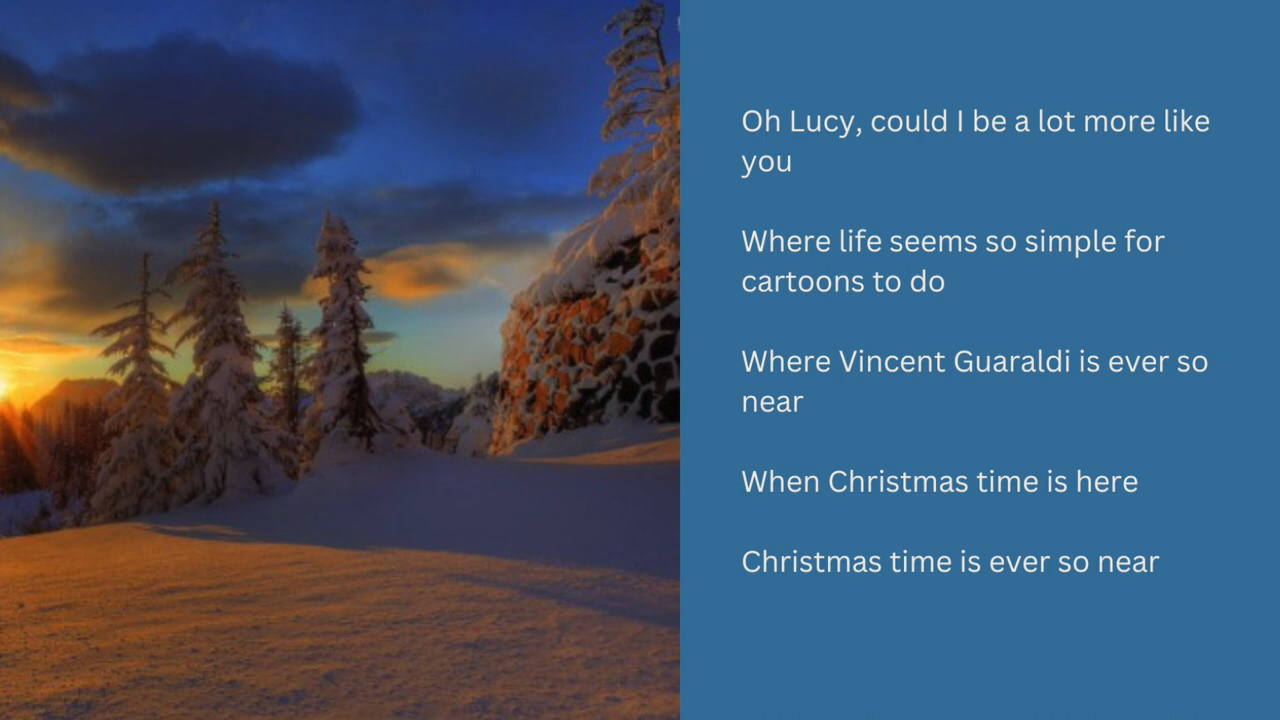 Oh Lucy, could I be a lot more like
you
Where life seems so simple for
cartoons to do
Where Vincent Guaraldi is ever so
near
When Christmas time is here
Christmas time is ever so near